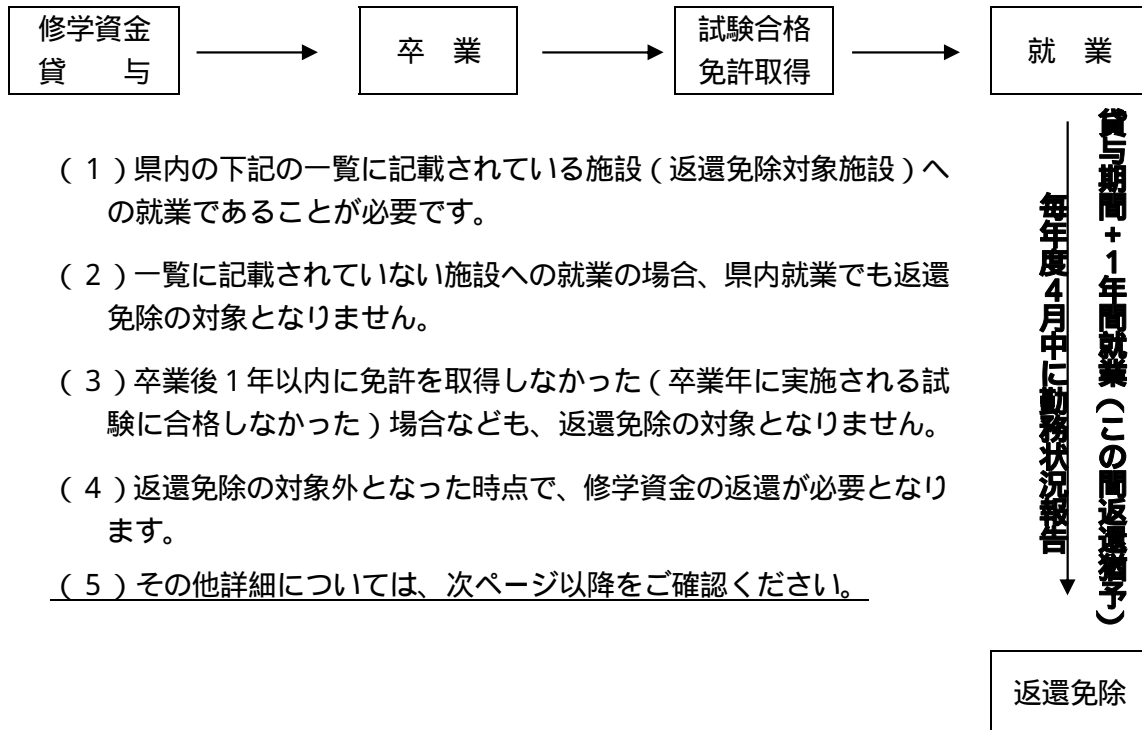 修学資金
貸　　与
卒　業
試験合格
免許取得
就　業
（１）県内の下記の一覧に記載されている施設（返還免除対象施設）へ
の就業であることが必要です。
（２）一覧に記載されていない施設への就業の場合、県内就業でも返還
免除の対象となりません。
（３）卒業後１年以内に免許を取得しなかった（卒業年に実施される試
験に合格しなかった）場合なども、返還免除の対象となりません。
（４）返還免除の対象外となった時点で、修学資金の返還が必要となり
ます。
（５）その他詳細については、次ページ以降をご確認ください。
貸与期間＋１年間就業（この間返還猶予）
毎年度４月中に勤務状況報告
返還免除